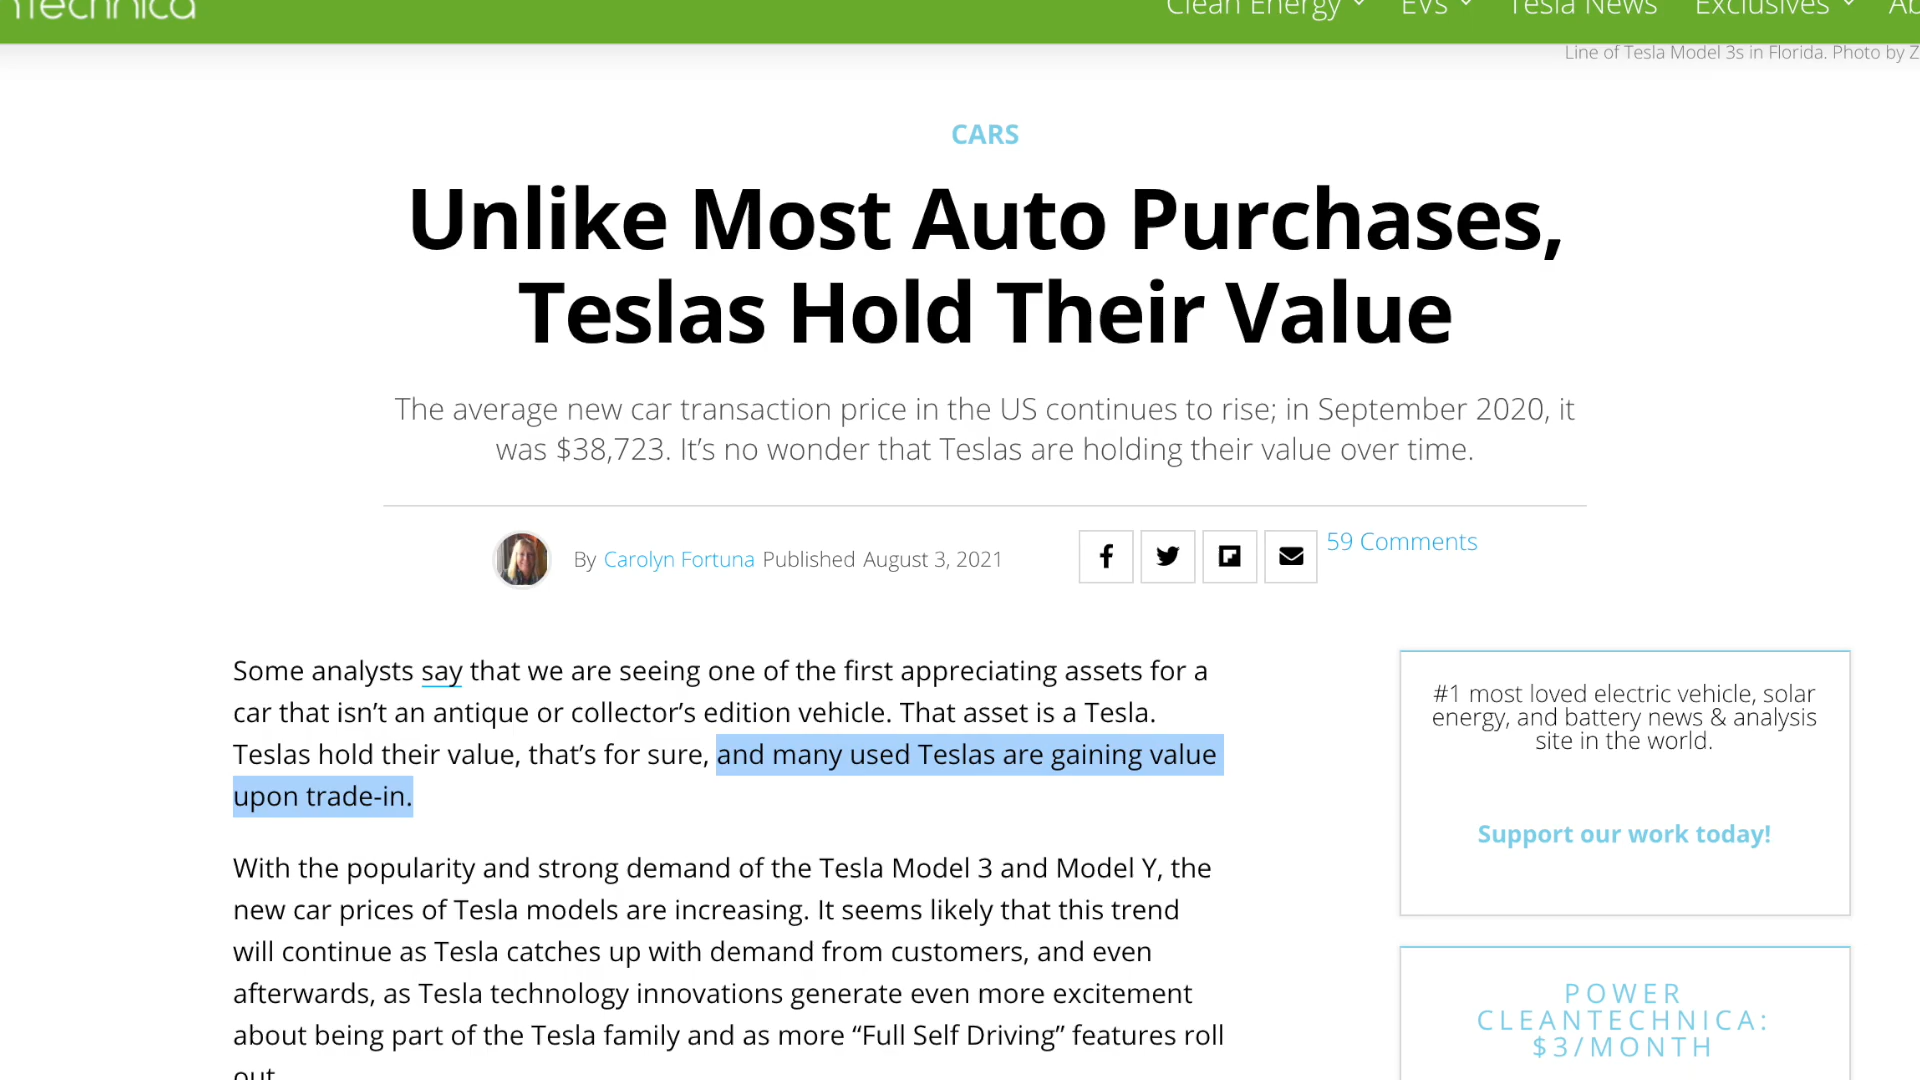 Clean Energy
EVs
Tesla News
Exclusives
Line of Tesla Model 3s in Florida. Photo by
CARS
Unlike Most Auto Purchases,
Teslas Hold Their Value
The average new car transaction price in the US continues to rise; in September 2020, it
was $38,723. It’s no wonder that Teslas are holding their value over time.
By Carolyn Fortuna Published August 3, 2021
59 Comments
Some analysts say that we are seeing one of the first appreciating assets for a
car that isn’t an antique or collector’s edition vehicle. That asset is a Tesla.
Teslas hold their value, that’s for sure, and many used Teslas are gaining value
upon trade-in.
With the popularity and strong demand of the Tesla Model 3 and Model Y, the
new car prices of Tesla models are increasing. It seems likely that this trend
will continue as Tesla catches up with demand from customers, and even
afterwards, as Tesla technology innovations generate even more excitement
about being part of the Tesla family and as more “Full Self Driving” features roll
out
#1 most loved electric vehicle, solar
energy, and battery news & analysis
site in the world.
Support our work today!
POWER
CLEANTECHNICA:
$3/MONTH